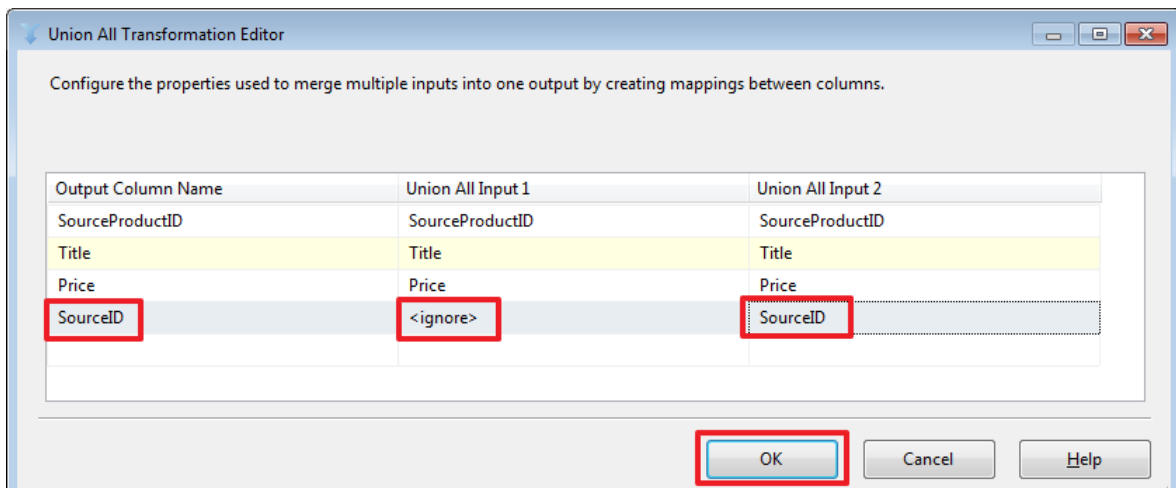 Union All Transformation Editor
Configure the properties used to merge multiple inputs into one output by creating mappings between columns.
Output Column Name Union All Input 1 Union All Input 2
SourceProductID SourceProductID SourceProductID
Title Title Title
Price Price Price
SourceID <ignore> SourceID
OK Cancel Help